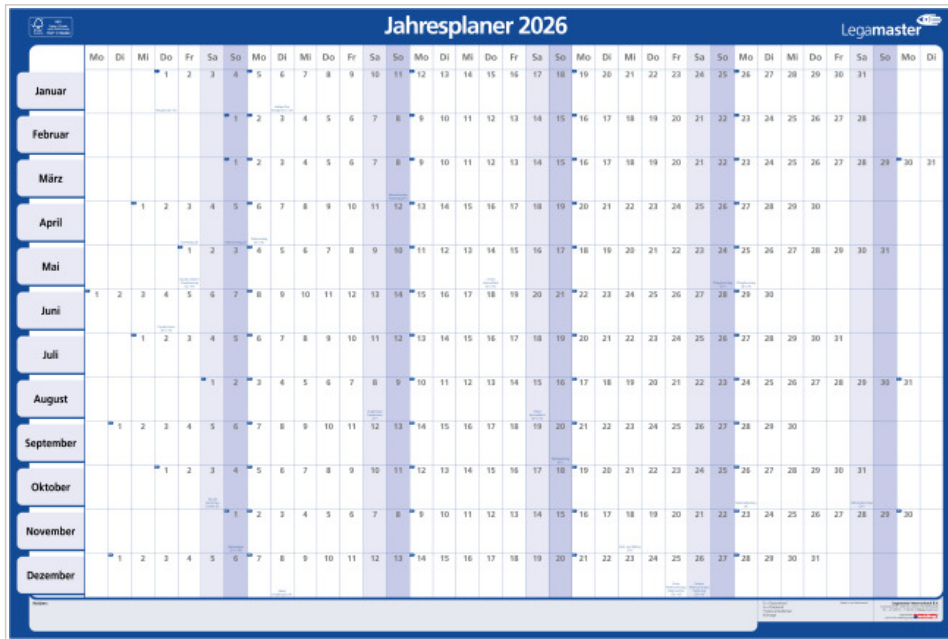 Jahresplaner 2026
Legamaster
Mo Di Mi Do Fr Sa So Mo Di Mi Do Fr Sa So Mo Di Mi Do Fr Sa So Mo Di Mi Do Fr Sa So Mo Di Mi Do Fr Sa So Mo Di
Januar 1 2 3 4 5 6 7 8 9 10 11 12 13 14 15 16 17 18 19 20 21 22 23 24 25 26 27 28 29 30 31
Februar 1 2 3 4 5 6 7 8 9 10 11 12 13 14 15 16 17 18 19 20 21 22 23 24 25 26 27 28
März 1 2 3 4 5 6 7 8 9 10 11 12 13 14 15 16 17 18 19 20 21 22 23 24 25 26 27 28 29 30 31
April 1 2 3 4 5 6 7 8 9 10 11 12 13 14 15 16 17 18 19 20 21 22 23 24 25 26 27 28 29 30
Mai 1 2 3 4 5 6 7 8 9 10 11 12 13 14 15 16 17 18 19 20 21 22 23 24 25 26 27 28 29 30 31
Juni 1 2 3 4 5 6 7 8 9 10 11 12 13 14 15 16 17 18 19 20 21 22 23 24 25 26 27 28 29 30
Juli 1 2 3 4 5 6 7 8 9 10 11 12 13 14 15 16 17 18 19 20 21 22 23 24 25 26 27 28 29 30 31
August 1 2 3 4 5 6 7 8 9 10 11 12 13 14 15 16 17 18 19 20 21 22 23 24 25 26 27 28 29 30 31
September 1 2 3 4 5 6 7 8 9 10 11 12 13 14 15 16 17 18 19 20 21 22 23 24 25 26 27 28 29 30
Oktober 1 2 3 4 5 6 7 8 9 10 11 12 13 14 15 16 17 18 19 20 21 22 23 24 25 26 27 28 29 30 31
November 1 2 3 4 5 6 7 8 9 10 11 12 13 14 15 16 17 18 19 20 21 22 23 24 25 26 27 28 29 30
Dezember 1 2 3 4 5 6 7 8 9 10 11 12 13 14 15 16 17 18 19 20 21 22 23 24 25 26 27 28 29 30 31